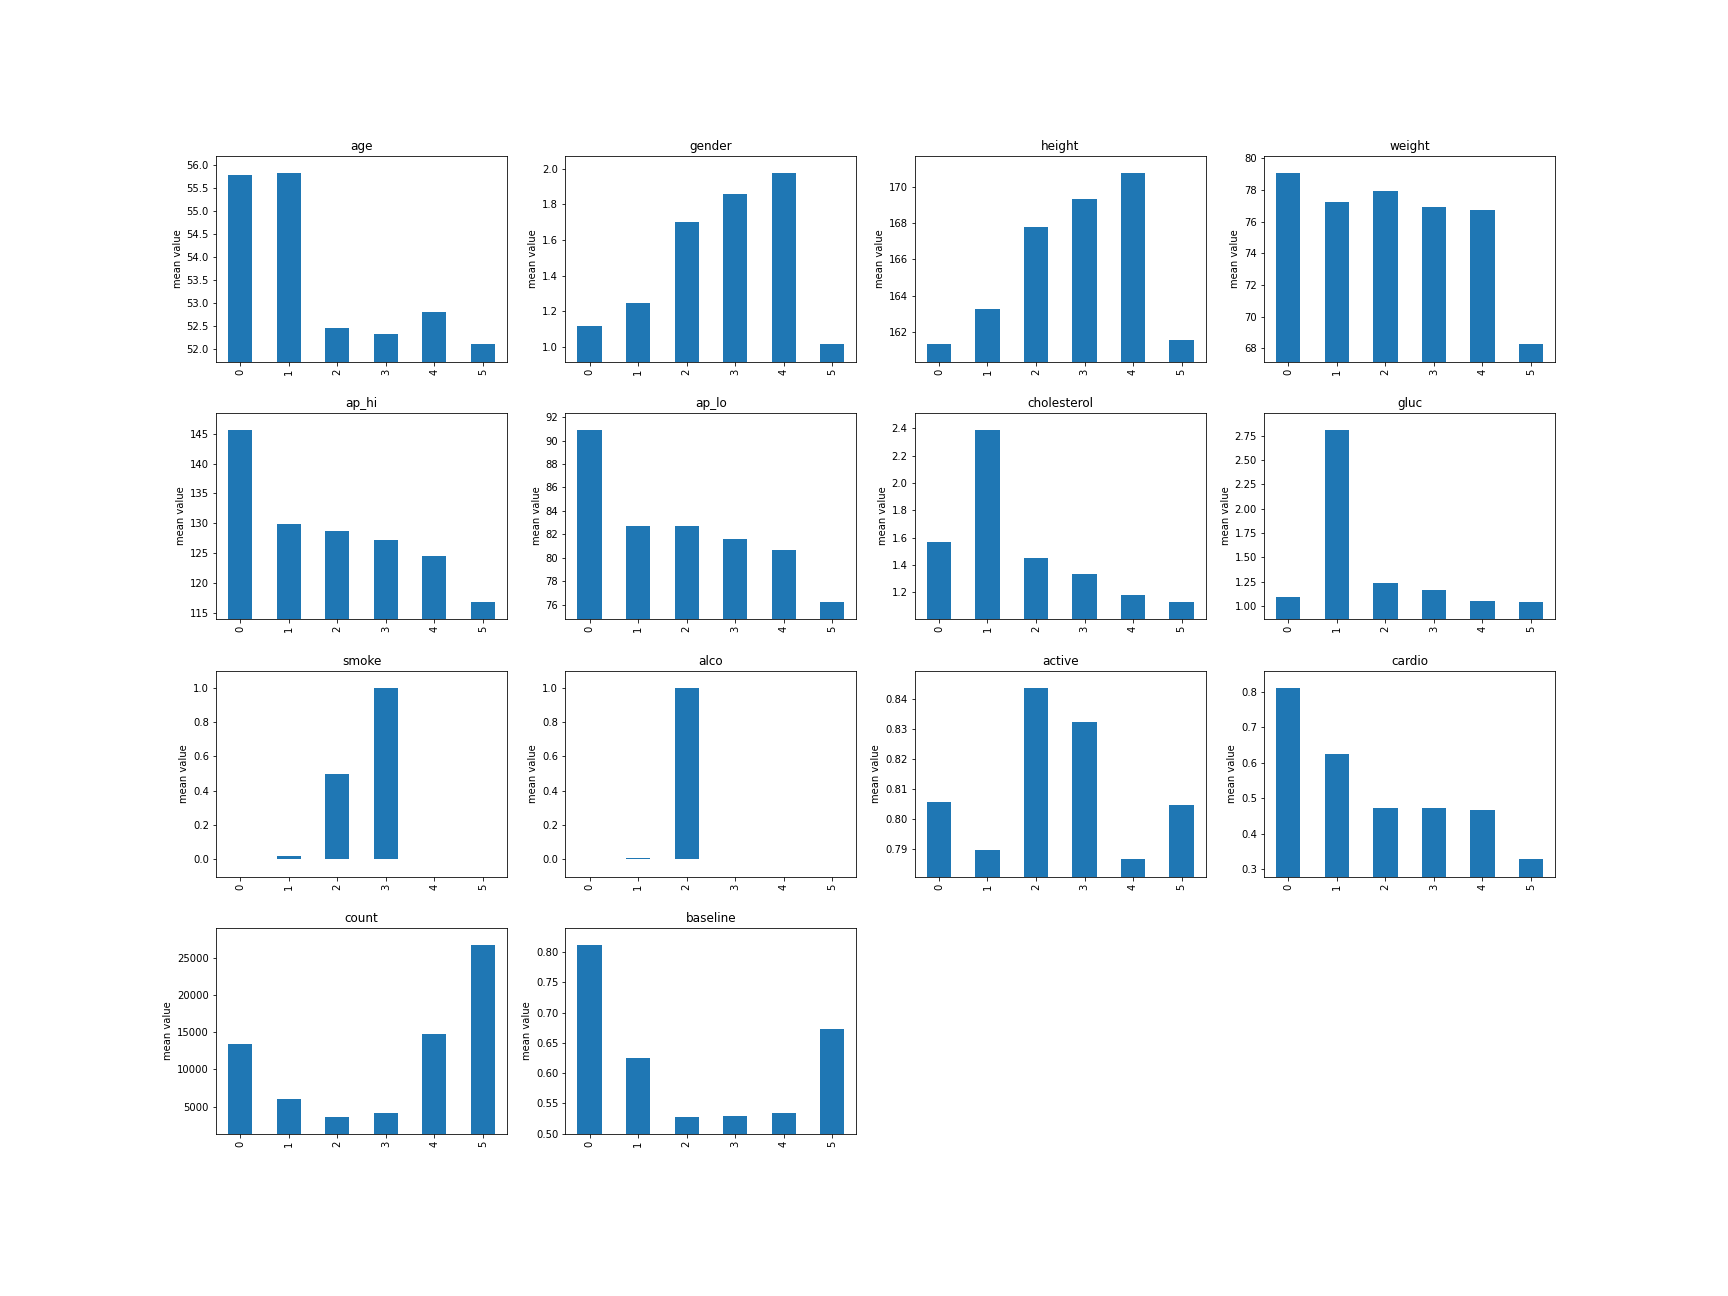 age
56.0
55.5
55.0
54.5
54.0
53.5
53.0
52.5
52.0
mean value
0 1 2 3 4 5
gender
2.0
1.8
1.6
1.4
1.2
1.0
mean value
0 1 2 3 4 5
height
170
168
166
164
162
mean value
0 1 2 3 4 5
weight
80
78
76
74
72
70
68
mean value
0 1 2 3 4 5
ap_hi
145
140
135
130
125
120
115
mean value
0 1 2 3 4 5
ap_lo
92
90
88
86
84
82
80
78
76
mean value
0 1 2 3 4 5
cholesterol
2.4
2.2
2.0
1.8
1.6
1.4
1.2
mean value
0 1 2 3 4 5
gluc
2.75
2.50
2.25
2.00
1.75
1.50
1.25
1.00
mean value
0 1 2 3 4 5
smoke
1.0
0.8
0.6
0.4
0.2
0.0
mean value
0 1 2 3 4 5
alco
1.0
0.8
0.6
0.4
0.2
0.0
mean value
0 1 2 3 4 5
active
0.84
0.83
0.82
0.81
0.80
0.79
mean value
0 1 2 3 4 5
cardio
0.8
0.7
0.6
0.5
0.4
0.3
mean value
0 1 2 3 4 5
count
25000
20000
15000
10000
5000
mean value
0 1 2 3 4 5
baseline
0.80
0.75
0.70
0.65
0.60
0.55
0.50
mean value
0 1 2 3 4 5